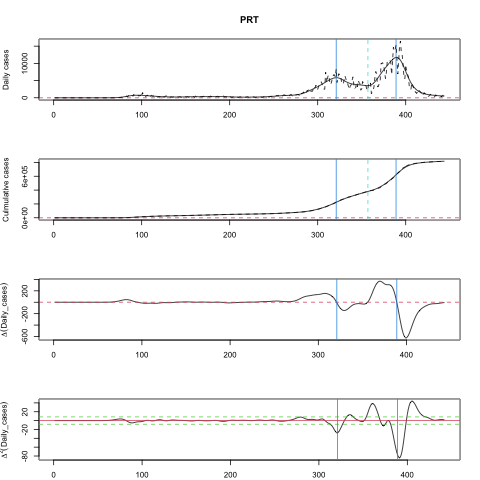 PRT
Daily cases
0 10000
0 100 200 300 400
Culmulative cases
0e+00 6e+05
0 100 200 300 400
Δ(Daily_cases)
-600 -200 200
0 100 200 300 400
Δ²(Daily_cases)
-80 -20 20
0 100 200 300 400